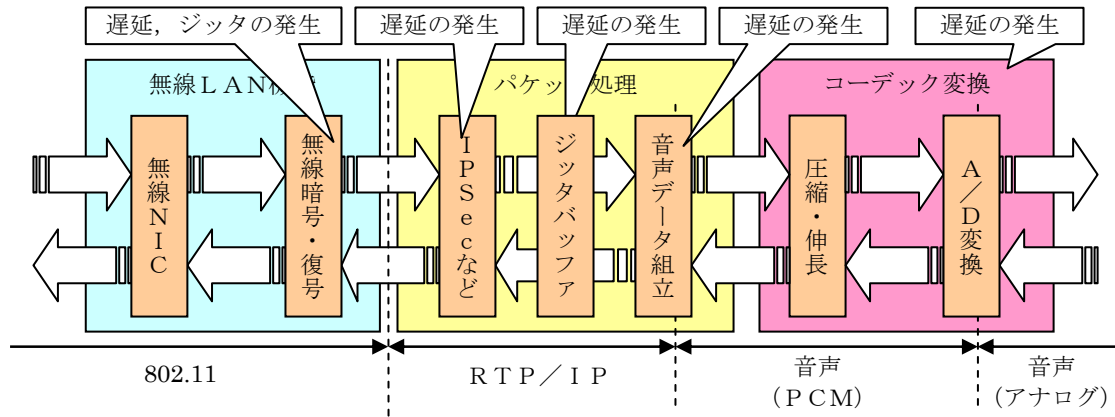 遅延，ジッタの発生
遅延の発生
遅延の発生
遅延の発生
遅延の発生
無線ＬＡＮ
パケッ
処理
コーデック変換
無線ＮＩＣ
無線暗号・復号
ＩＰＳｅｃなど
ジッタバッファ
音声データ組立
圧縮・伸長
Ａ／Ｄ変換
802.11
ＲＴＰ／ＩＰ
音声
（ＰＣＭ）
音声
（アナログ）